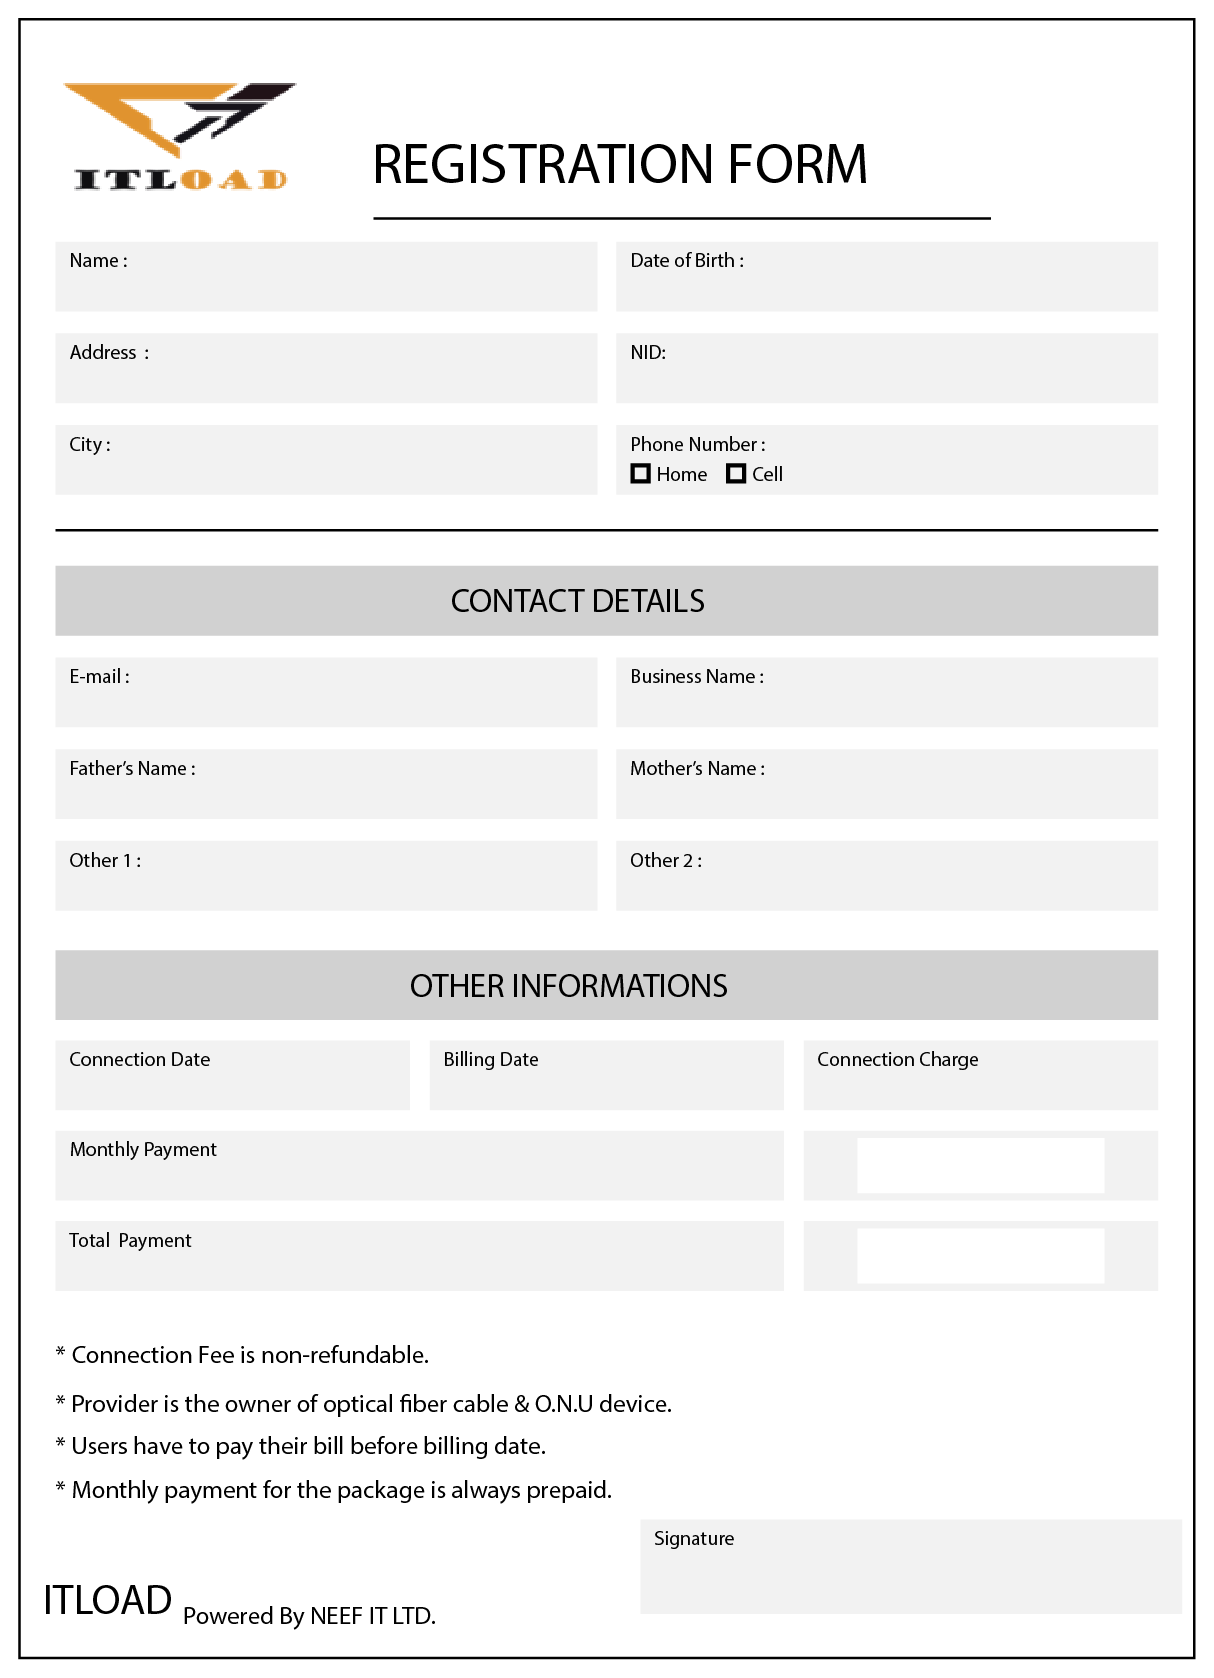 ITLOAD
REGISTRATION FORM
Name :
Date of Birth :
Address  :
NID:
City :
Phone Number :
Home  Cell
CONTACT DETAILS
E-mail :
Business Name :
Father’s Name :
Mother’s Name :
Other 1 :
Other 2 :
OTHER INFORMATIONS
Connection Date
Billing Date
Connection Charge
Monthly Payment
Total  Payment
* Connection Fee is non-refundable.
* Provider is the owner of optical fiber cable & O.N.U device.
* Users have to pay their bill before billing date.
* Monthly payment for the package is always prepaid.
Signature
ITLOAD Powered By NEEF IT LTD.